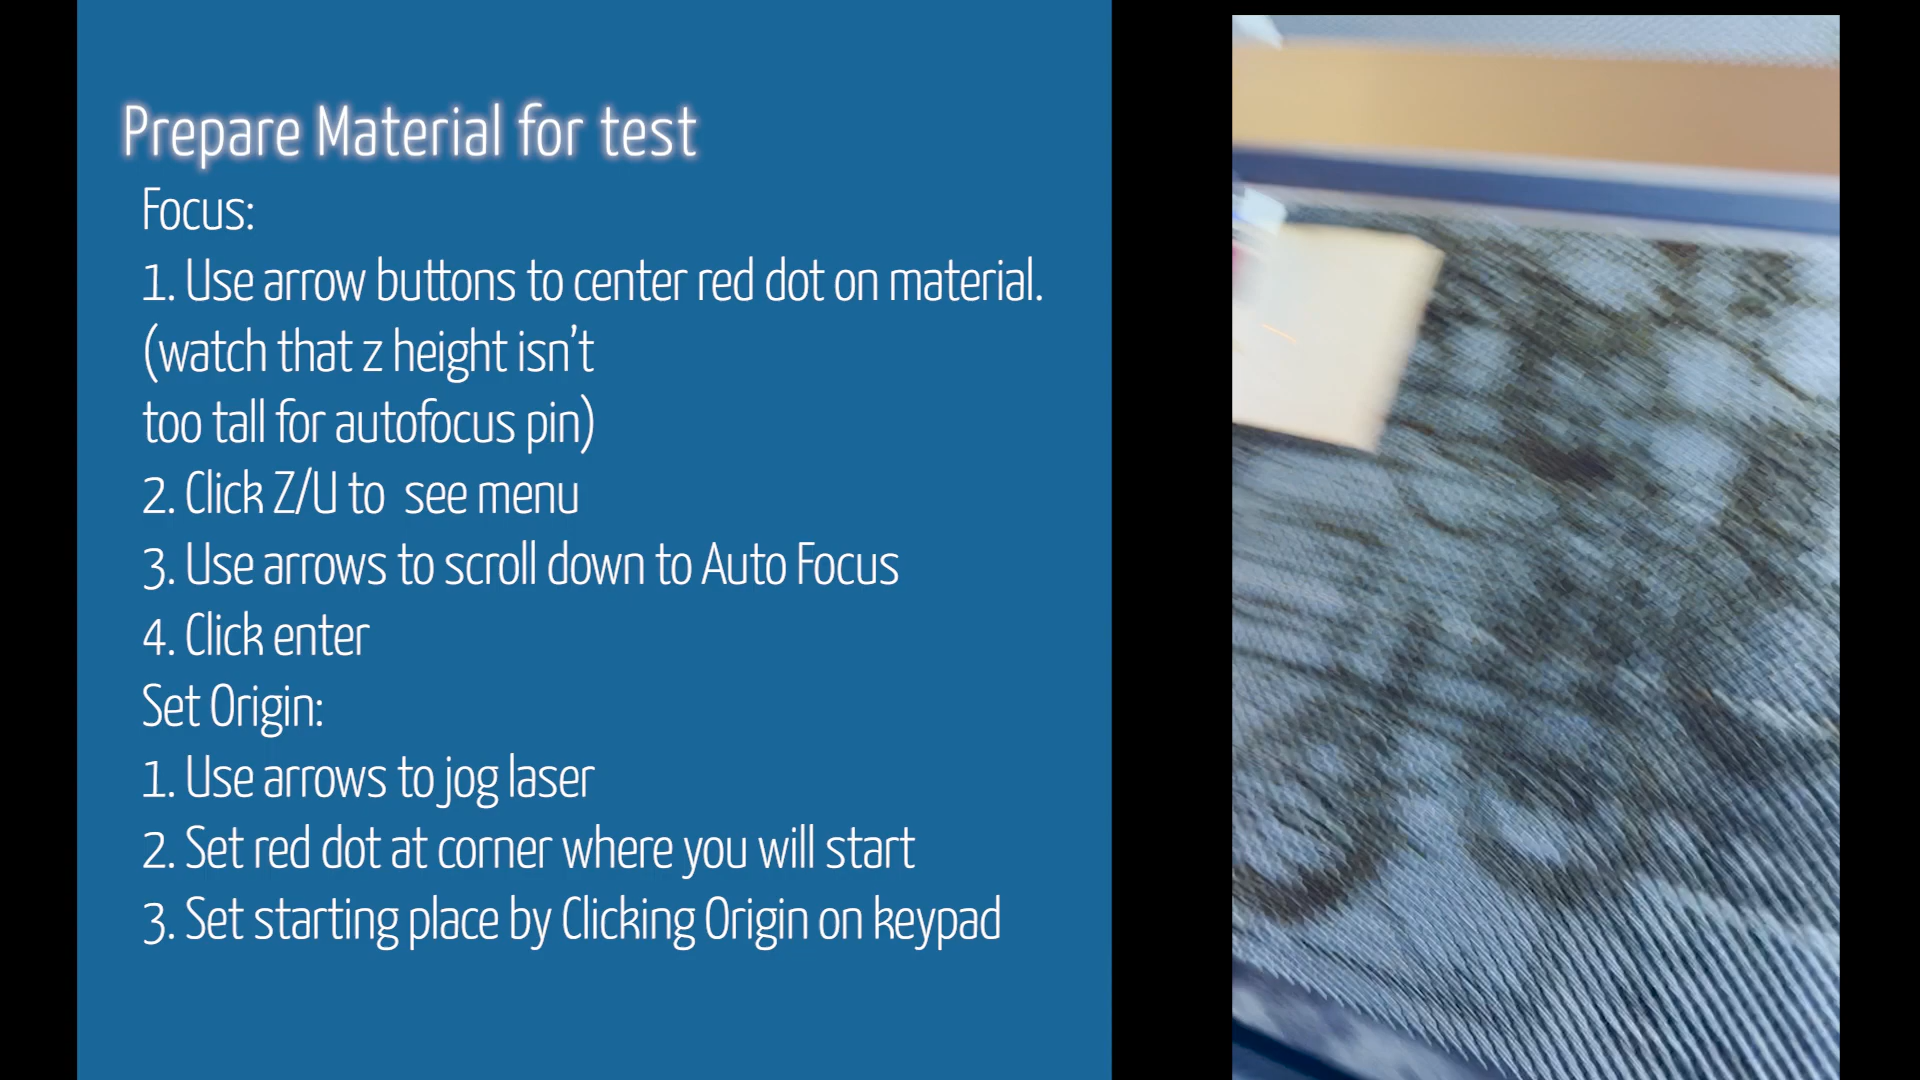 Prepare Material for test
Focus:
1. Use arrow buttons to center red dot on material.
(watch that z height isn’t
too tall for autofocus pin)
2. Click Z/U to  see menu
3. Use arrows to scroll down to Auto Focus
4. Click enter
Set Origin:
1. Use arrows to jog laser
2. Set red dot at corner where you will start
3. Set starting place by Clicking Origin on keypad